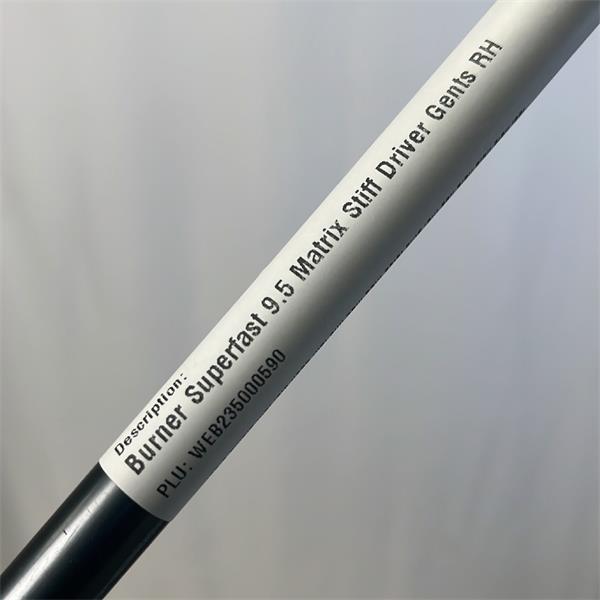 Description:
Burner Superfast 9.5 Matrix Stiff Driver Gents RH
PLU: WEB235000590